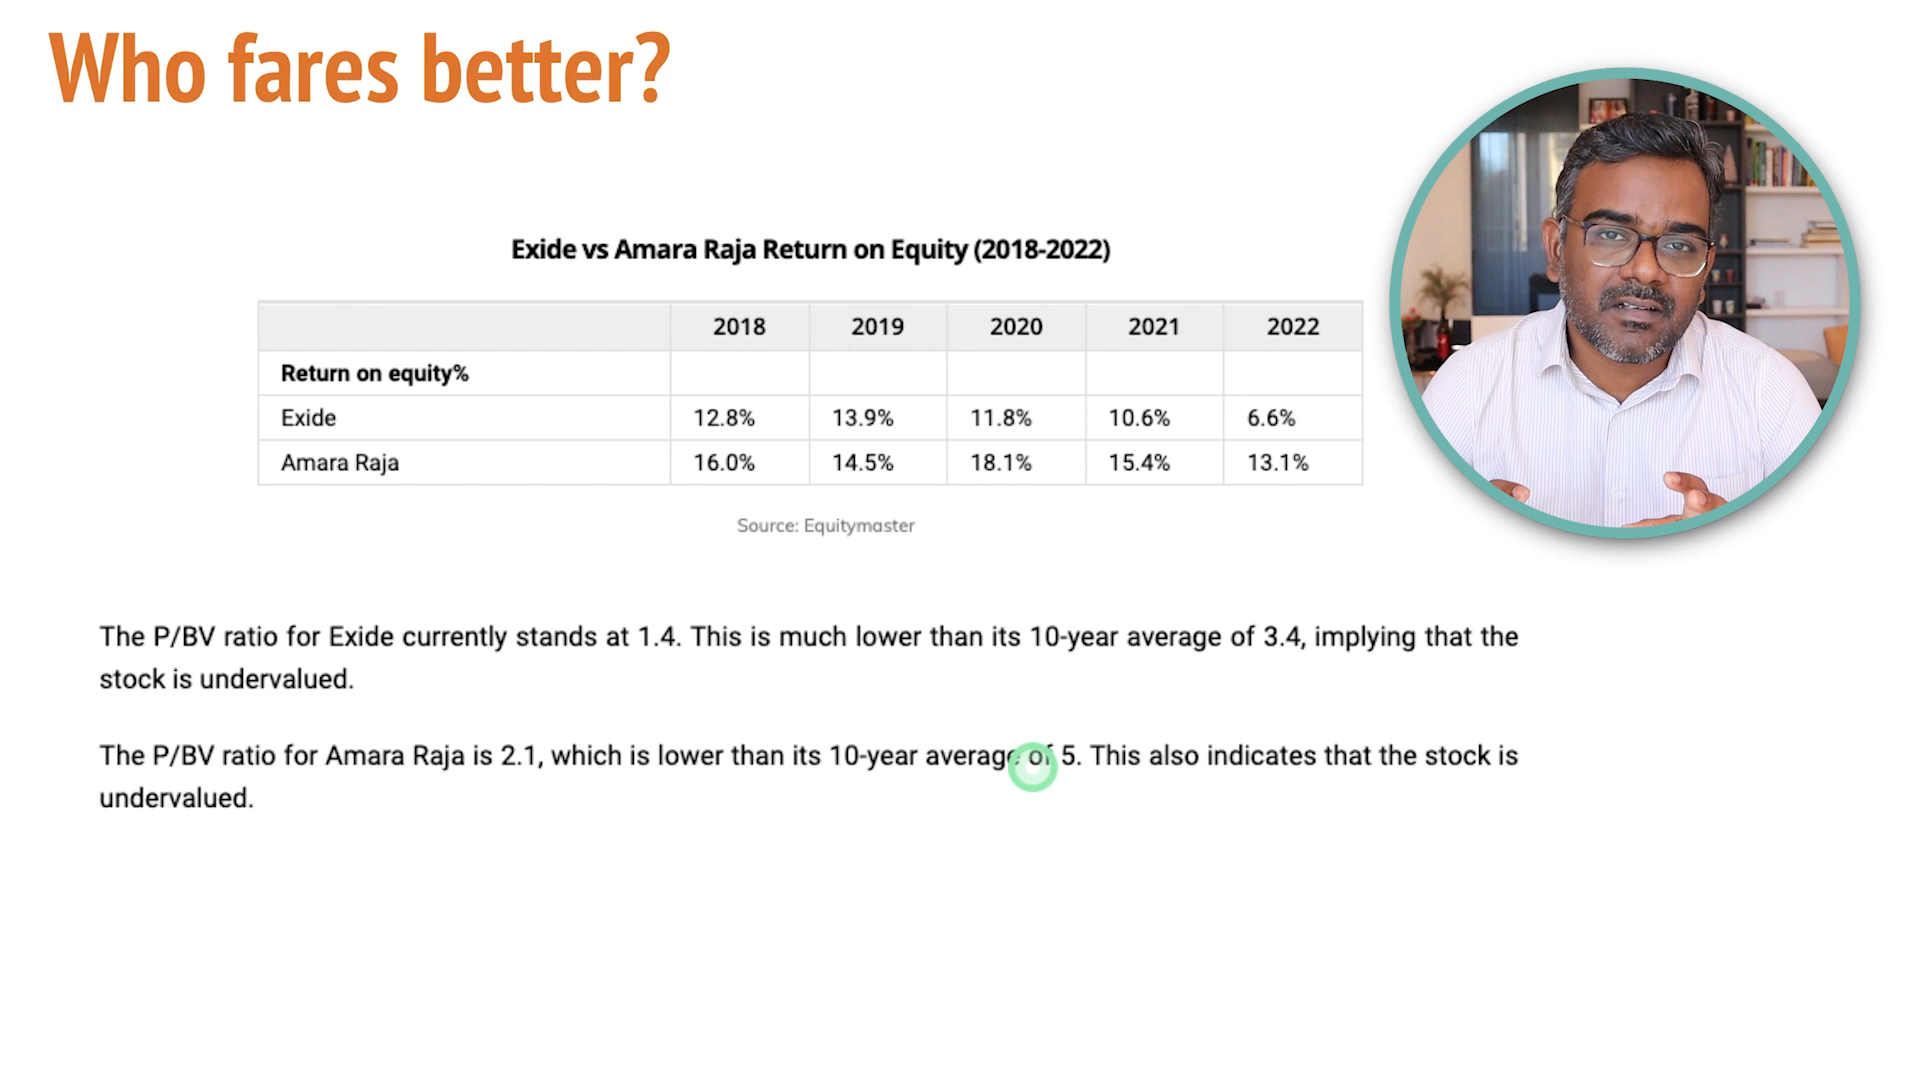 Who fares better?
Exide vs Amara Raja Return on Equity (2018-2022)
2018 2019 2020 2021 2022
Return on equity%
Exide 12.8% 13.9% 11.8% 10.6% 6.6%
Amara Raja 16.0% 14.5% 18.1% 15.4% 13.1%
Source: Equitymaster
The P/BV ratio for Exide currently stands at 1.4. This is much lower than its 10-year average of 3.4, implying that the
stock is undervalued.
The P/BV ratio for Amara Raja is 2.1, which is lower than its 10-year average of 5. This also indicates that the stock is
undervalued.